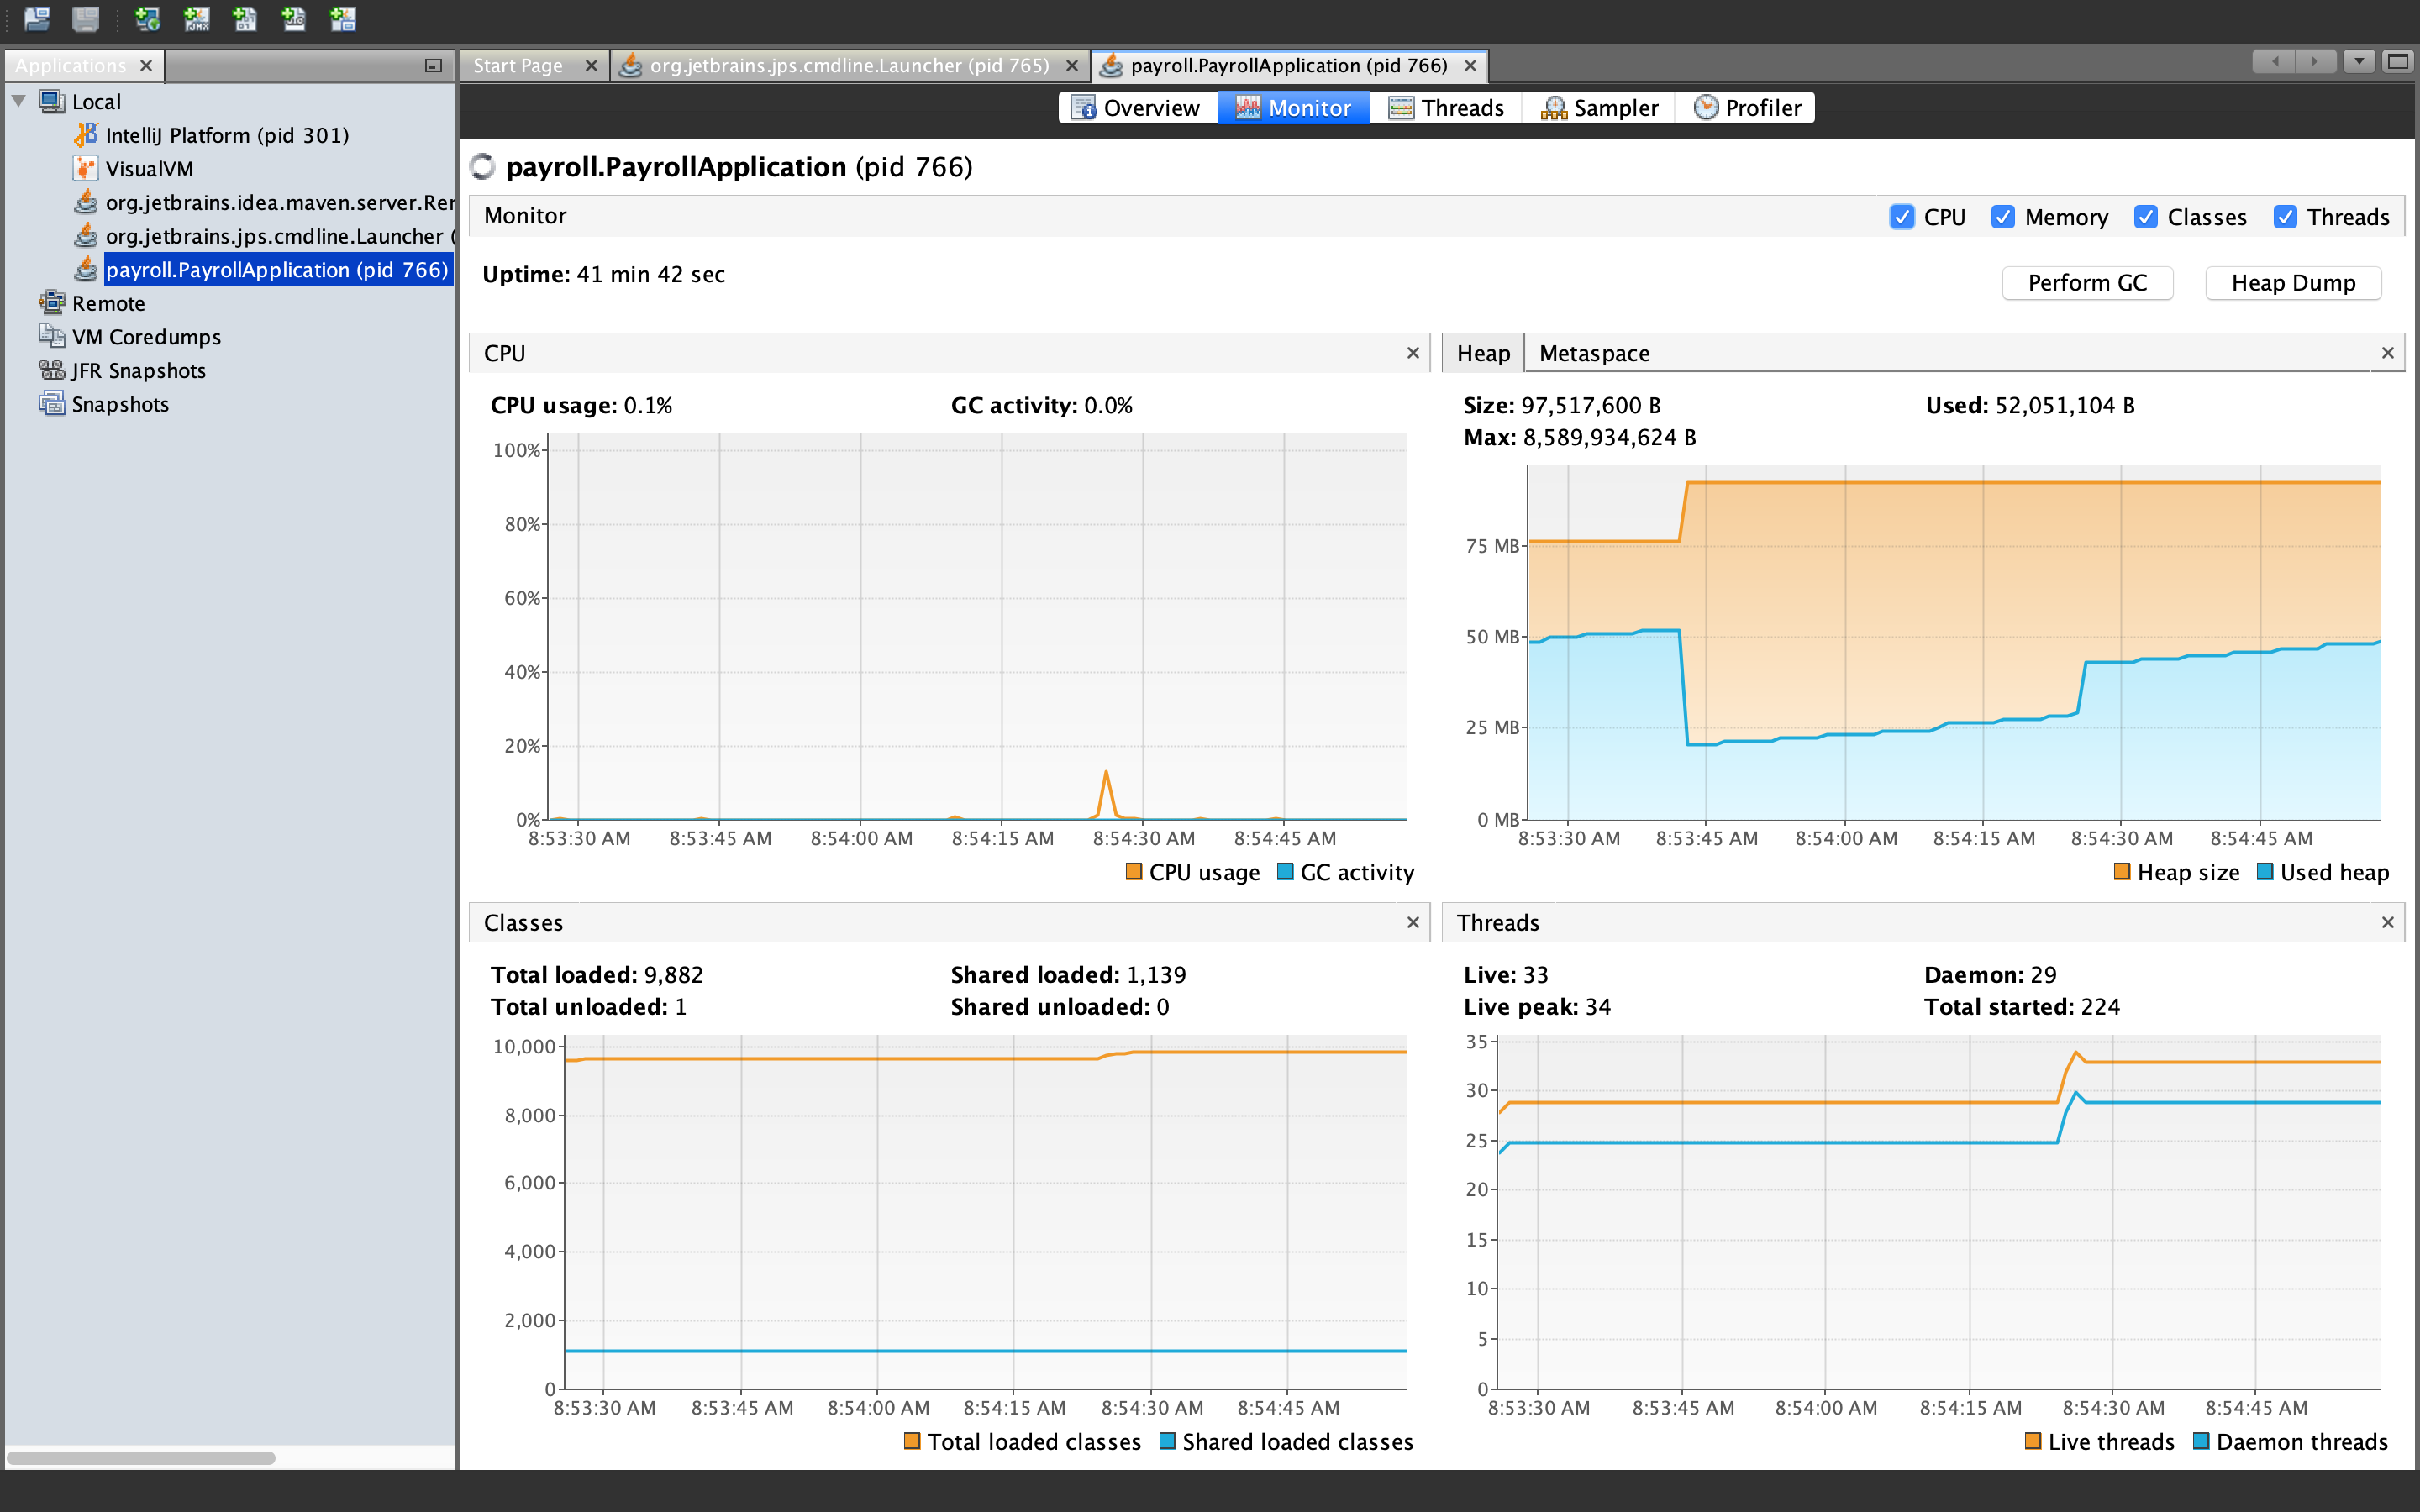 Applications
Start Page
org.jetbrains.jps.cmdline.Launcher (pid 765)
payroll.PayrollApplication (pid 766)
Local
IntelliJ Platform (pid 301)
VisualVM
org.jetbrains.idea.maven.server.Rer
org.jetbrains.jps.cmdline.Launcher (
payroll.PayrollApplication (pid 766)
Remote
VM Coredumps
JFR Snapshots
Snapshots
Overview
Monitor
Threads
Sampler
Profiler
payroll.PayrollApplication (pid 766)
Monitor
CPU
Memory
Classes
Threads
Uptime: 41 min 42 sec
Perform GC
Heap Dump
CPU
CPU usage: 0.1%
GC activity: 0.0%
100%
80%
60%
40%
20%
0%
8:53:30 AM
8:53:45 AM
8:54:00 AM
8:54:15 AM
8:54:30 AM
8:54:45 AM
CPU usage
GC activity
Heap
Metaspace
Size: 97,517,600 B
Used: 52,051,104 B
Max: 8,589,934,624 B
75 MB
50 MB
25 MB
0 MB
8:53:30 AM
8:53:45 AM
8:54:00 AM
8:54:15 AM
8:54:30 AM
8:54:45 AM
Heap size
Used heap
Classes
Total loaded: 9,882
Shared loaded: 1,139
Total unloaded: 1
Shared unloaded: 0
10,000
8,000
6,000
4,000
2,000
0
8:53:30 AM
8:53:45 AM
8:54:00 AM
8:54:15 AM
8:54:30 AM
8:54:45 AM
Total loaded classes
Shared loaded classes
Threads
Live: 33
Daemon: 29
Live peak: 34
Total started: 224
35
30
25
20
15
10
5
0
8:53:30 AM
8:53:45 AM
8:54:00 AM
8:54:15 AM
8:54:30 AM
8:54:45 AM
Live threads
Daemon threads